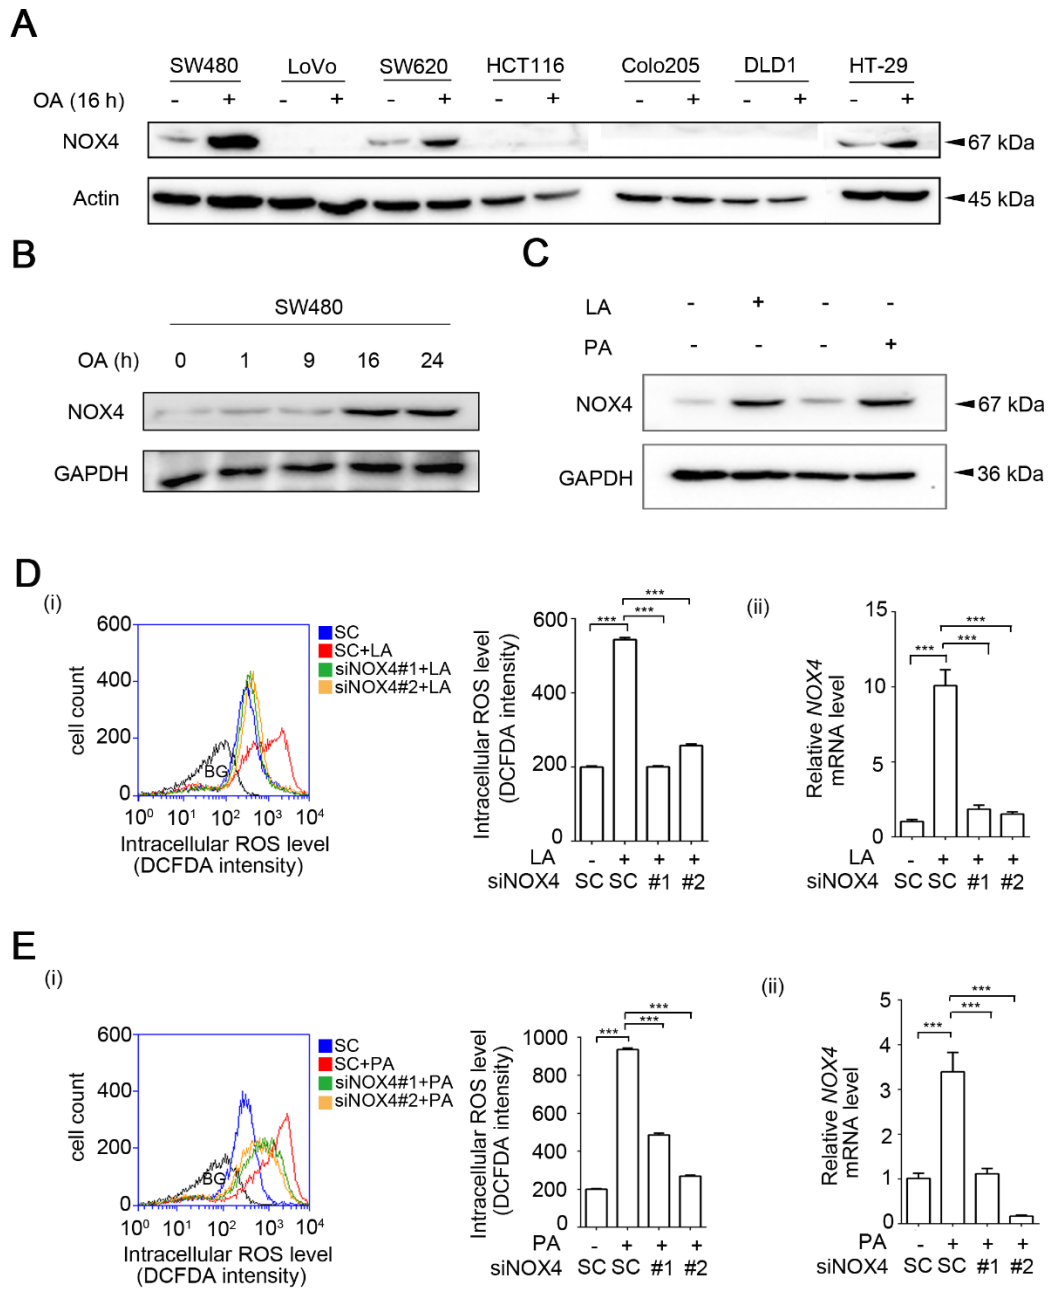 A
SW480 LoVo SW620 HCT116 Colo205 DLD1 HT-29
OA (16 h) - + - + - + - + - + - + - +
NOX4 67 kDa
Actin 45 kDa
B
SW480
OA (h) 0 1 9 16 24
NOX4
GAPDH
C
LA - + - -
PA - - - +
NOX4 67 kDa
GAPDH 36 kDa
D
(i)
600
400
200
0
cell count
BG
10⁰ 10¹ 10² 10³ 10⁴
Intracellular ROS level
(DCFDA intensity)
SC
SC+LA
siNOX4#1+LA
siNOX4#2+LA
Intracellular ROS level
(DCFDA intensity)
600
400
200
0
***
*** ***
LA - + + +
siNOX4 SC SC #1 #2
(ii)
Relative NOX4
mRNA level
15
10
5
0
***
***
***
LA - + + +
siNOX4 SC SC #1 #2
E
(i)
600
400
200
0
cell count
BG
10⁰ 10¹ 10² 10³ 10⁴
Intracellular ROS level
(DCFDA intensity)
SC
SC+PA
siNOX4#1+PA
siNOX4#2+PA
Intracellular ROS level
(DCFDA intensity)
1000
800
600
400
200
0
***
***
***
PA - + + +
siNOX4 SC SC #1 #2
(ii)
Relative NOX4
mRNA level
5
4
3
2
1
0
***
***
***
PA - + + +
siNOX4 SC SC #1 #2